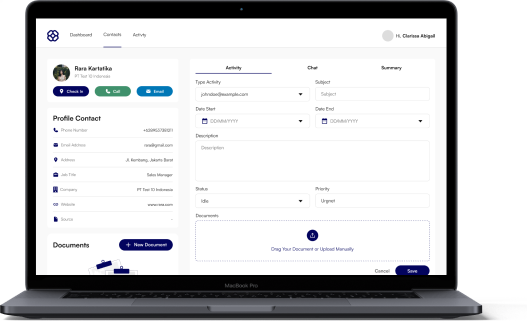 Dashboard Contacts Activity
Hi, Clarissa Abigail
Rara Kartatika
PT Test 10 Indonesia
Check In Call Email
Profile Contact
Phone Number
Email Address rara@gmail.com
Address Jl. Kembang, Jakarta Barat
Job Title Sales Manager
Company PT Test 10 Indonesia
Website www.rara.com
Source -
Documents + New Document
Activity Chat Summary
Type Activity Subject
johndoe@example.com Subject
Date Start Date End
DD/MM/YYYY DD/MM/YYYY
Description
Description
Status Priority
Idle Urgnet
Documents
Drag Your Document or Upload Manually
Cancel Save
MacBook Pro